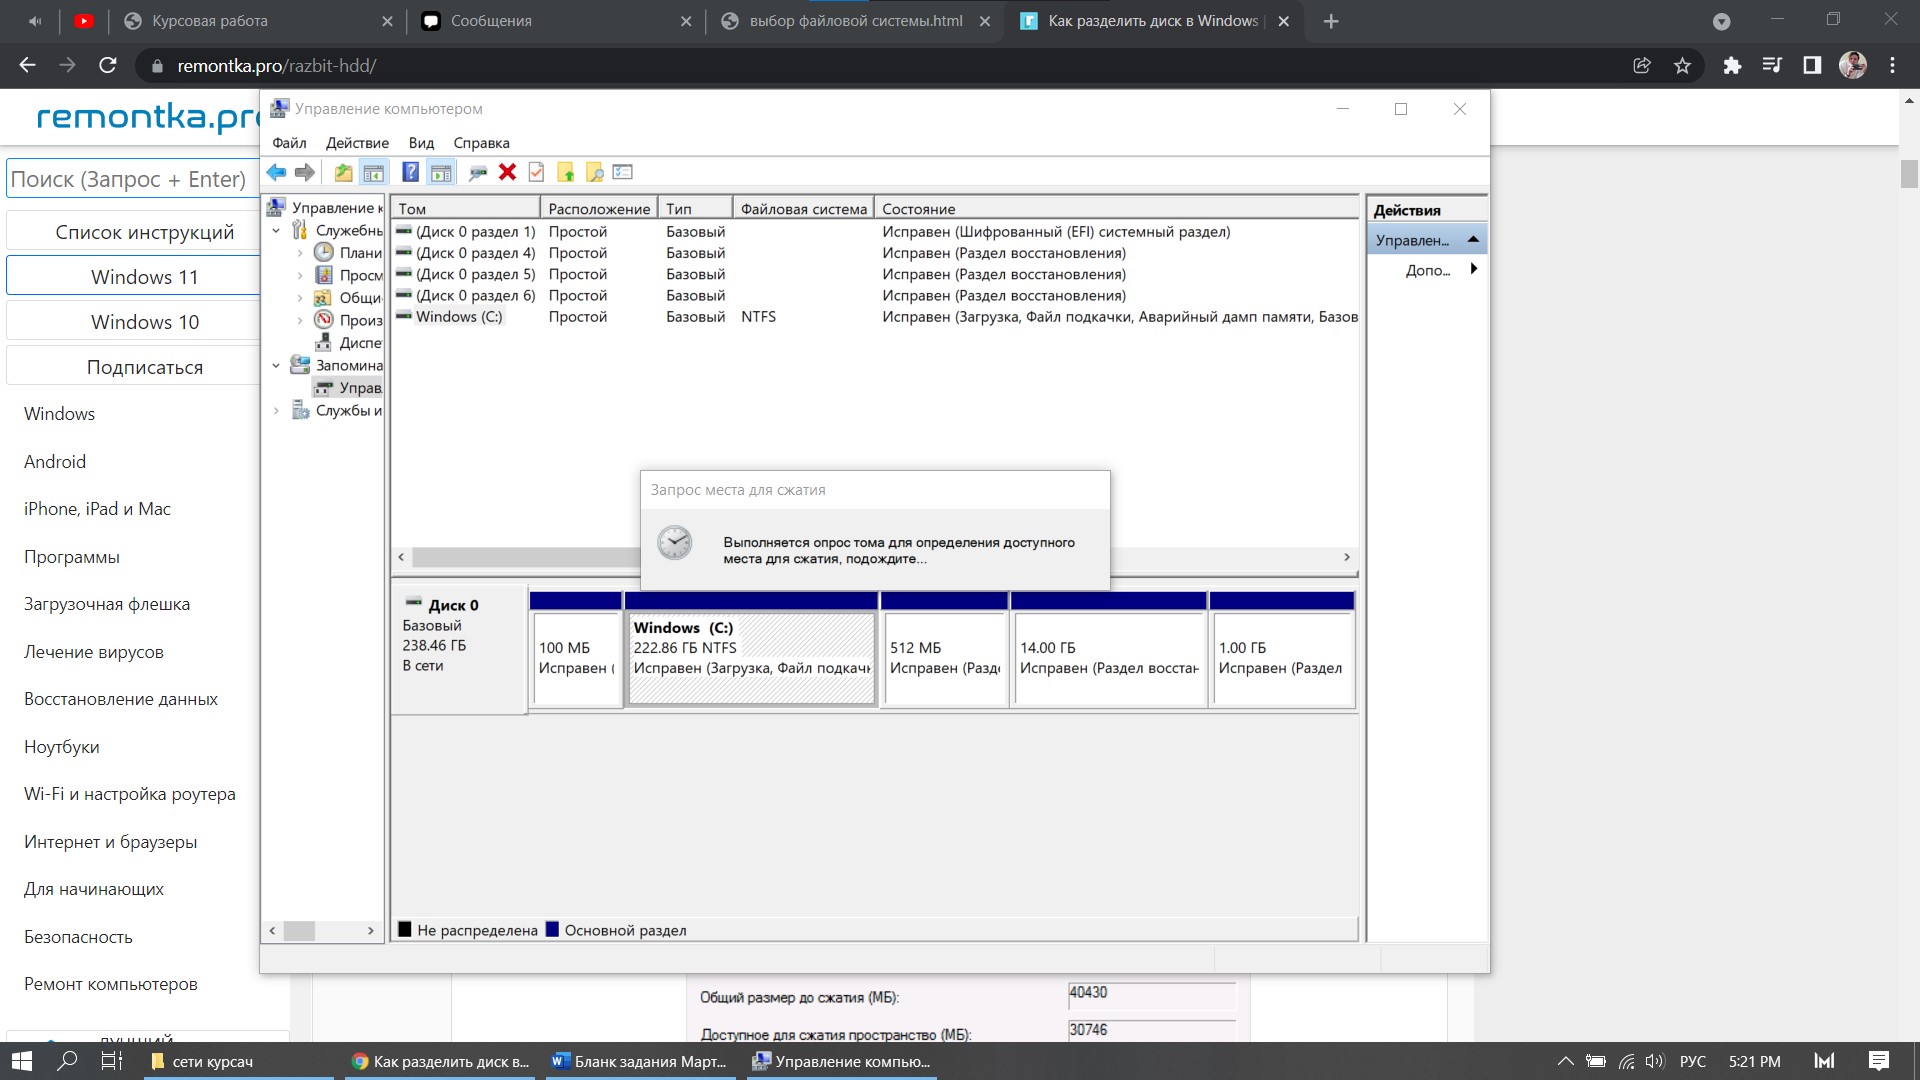 Курсовая работа
Сообщения
выбор файловой системы.html
Как разделить диск в Windows
remontka.pro/razbit-hdd/
remontka.pro
Поиск (Запрос + Enter)
Список инструкций
Windows 11
Windows 10
Подписаться
Windows
Android
iPhone, iPad и Mac
Программы
Загрузочная флешка
Лечение вирусов
Восстановление данных
Ноутбуки
Wi-Fi и настройка роутера
Интернет и браузеры
Для начинающих
Безопасность
Ремонт компьютеров
Управление компьютером
Файл Действие Вид Справка
Управление к
Служебнь
Плани
Просм
Общи
Произ
Диспе
Запомина
Управ
Службы и
Том Расположение Тип Файловая система Состояние
(Диск 0 раздел 1) Простой Базовый Исправен (Шифрованный (EFI) системный раздел)
(Диск 0 раздел 4) Простой Базовый Исправен (Раздел восстановления)
(Диск 0 раздел 5) Простой Базовый Исправен (Раздел восстановления)
(Диск 0 раздел 6) Простой Базовый Исправен (Раздел восстановления)
Windows (C:) Простой Базовый NTFS Исправен (Загрузка, Файл подкачки, Аварийный дамп памяти, Базов
Действия
Управлен...
Допо...
Запрос места для сжатия
Выполняется опрос тома для определения доступного
места для сжатия, подождите...
Диск 0
Базовый
238.46 ГБ
В сети
100 МБ
Исправен (
Windows (C:)
222.86 ГБ NTFS
Исправен (Загрузка, Файл подкач
512 МБ
Исправен (Разд
14.00 ГБ
Исправен (Раздел восстан
1.00 ГБ
Исправен (Раздел
Не распределена Основной раздел
Общий размер до сжатия (МБ): 40430
Доступное для сжатия пространство (МБ): 30746
сети курсач
Как разделить диск в...
Бланк задания Март...
Управление компью...
РУС
5:21 PM